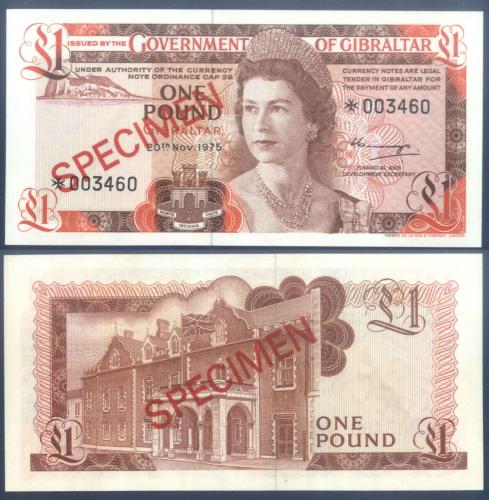 £1 ISSUED BY THE GOVERNMENT OF GIBRALTAR £1
UNDER AUTHORITY OF THE CURRENCY
NOTE ORDINANCE CAP 39
CURRENCY NOTES ARE LEGAL
TENDER IN GIBRALTAR FOR
THE PAYMENT OF ANY AMOUNT
ONE
POUND
GIBRALTAR,
20th Nov. 1975
*003460
SPECIMEN
*003460
FINANCIAL AND
DEVELOPMENT SECRETARY
£1
£1
£1
SPECIMEN
ONE
POUND
£1
£1